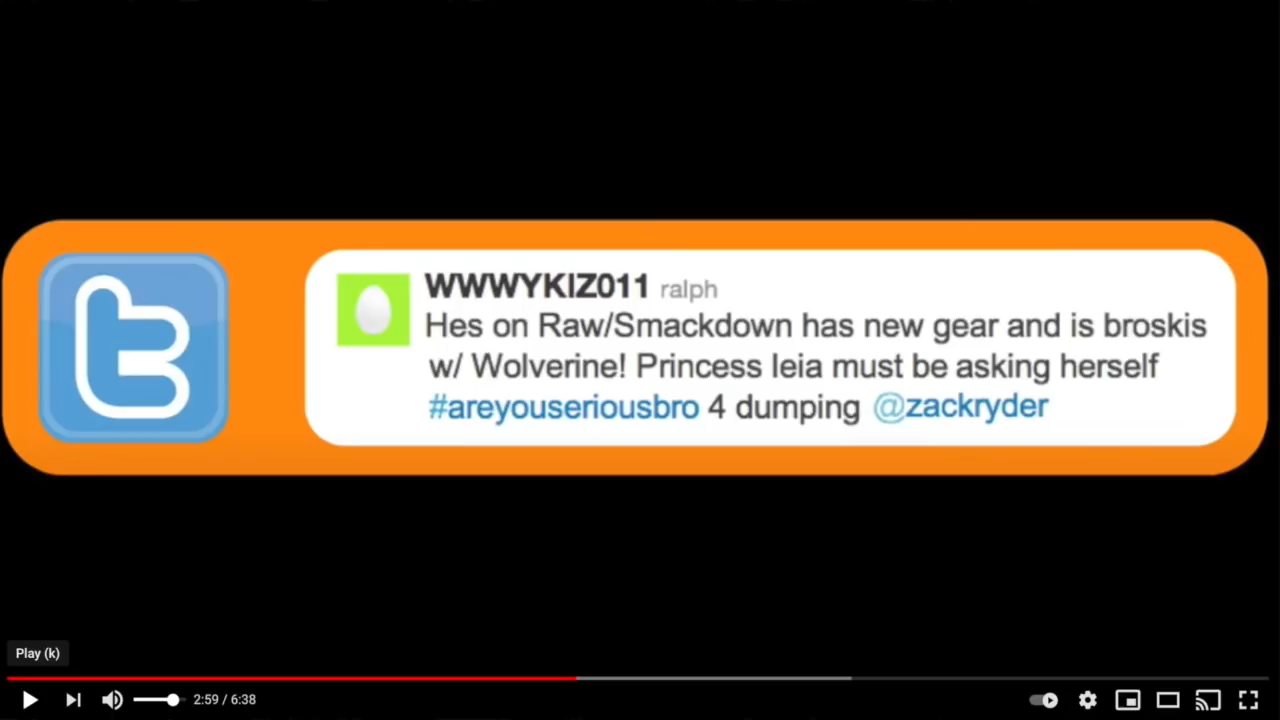 WWWYKIZ011 ralph
Hes on Raw/Smackdown has new gear and is broskis
w/ Wolverine! Princess leia must be asking herself
#areyouseriousbro 4 dumping @zackryder
Play (k)
2:59 / 6:38